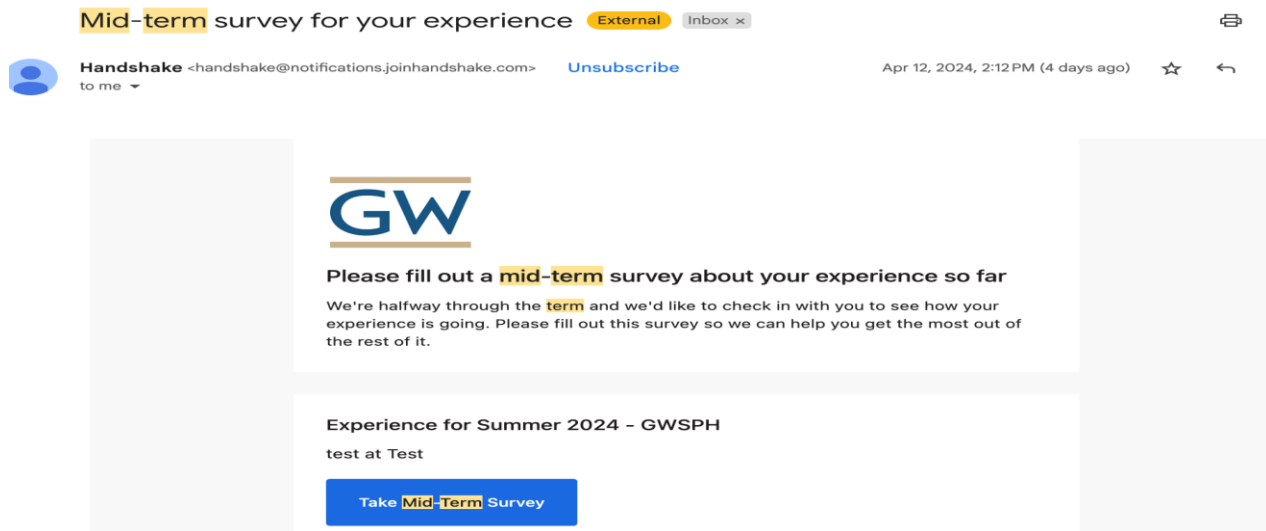 Mid-term survey for your experience External Inbox ×
Handshake <handshake@notifications.joinhandshake.com> Unsubscribe Apr 12, 2024, 2:12 PM (4 days ago)
to me
GW
Please fill out a mid-term survey about your experience so far
We're halfway through the term and we'd like to check in with you to see how your
experience is going. Please fill out this survey so we can help you get the most out of
the rest of it.
Experience for Summer 2024 - GWSPH
test at Test
Take Mid-Term Survey